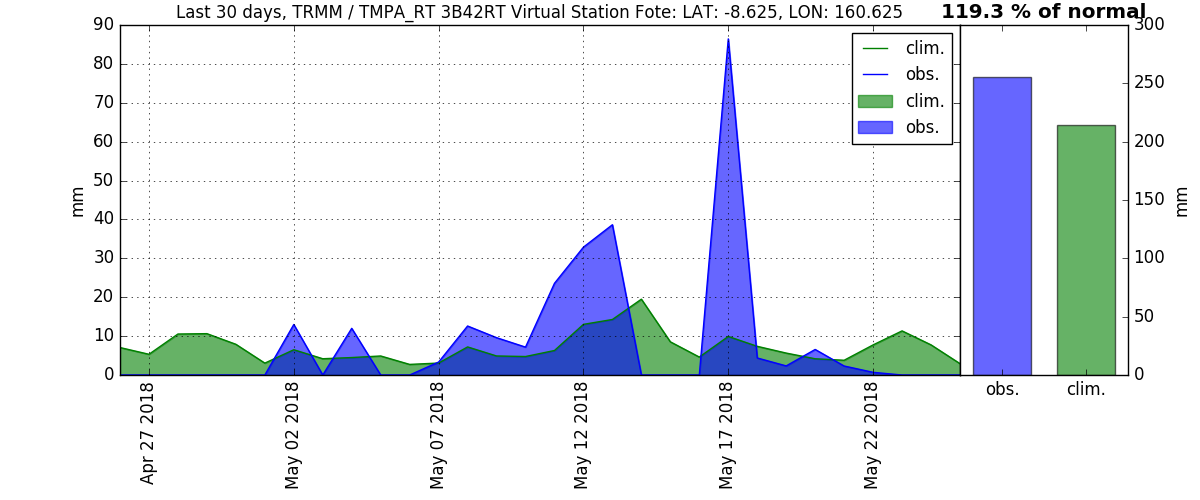 Last 30 days, TRMM / TMPA_RT 3B42RT Virtual Station Fote: LAT: -8.625, LON: 160.625
119.3 % of normal
90
80
70
60
50
40
30
20
10
0
mm
clim.
obs.
clim.
obs.
300
250
200
150
100
50
0
mm
Apr 27 2018
May 02 2018
May 07 2018
May 12 2018
May 17 2018
May 22 2018
obs.
clim.